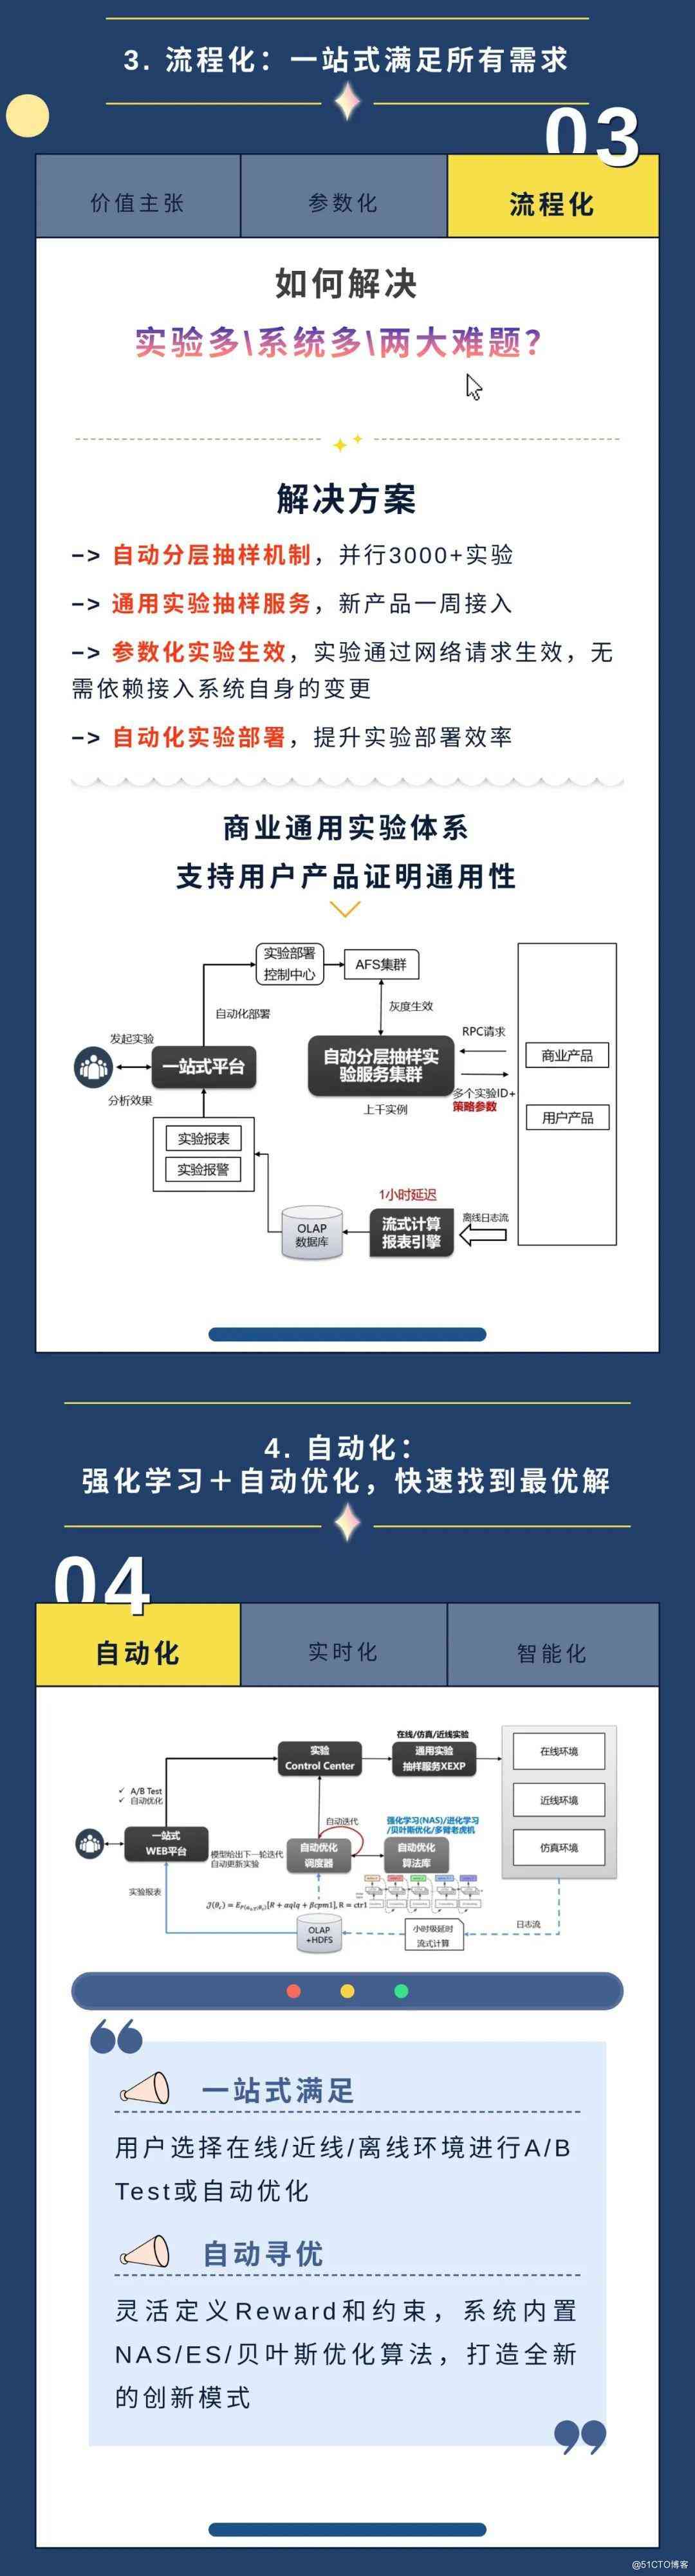 3. 流程化：一站式满足所有需求
03
价值主张
参数化
流程化
如何解决
实验多\系统多\两大难题？
解决方案
-> 自动分层抽样机制，并行3000+实验
-> 通用实验抽样服务，新产品一周接入
-> 参数化实验生效，实验通过网络请求生效，无
需依赖接入系统自身的变更
-> 自动化实验部署，提升实验部署效率
商业通用实验体系
支持用户产品证明通用性
实验部署
控制中心
AFS集群
自动化部署
灰度生效
发起实验
一站式平台
分析效果
自动分层抽样实
验服务集群
上千实例
RPC请求
多个实验ID+
策略参数
商业产品
用户产品
实验报表
实验报警
1小时延迟
OLAP
数据库
流式计算
报表引擎
离线日志流
4. 自动化：
强化学习＋自动优化，快速找到最优解
04
自动化
实时化
智能化
在线/仿真/近线实验
实验
Control Center
通用实验
抽样服务XEXP
在线环境
近线环境
仿真环境
✓ A/B Test
✓ 自动优化
一站式
WEB平台
模型给出下一轮迭代
自动更新实验
自动迭代
自动优化
调度器
强化学习(NAS)/进化学习
/贝叶斯优化/多臂老虎机
自动优化
算法库
实验报表
OLAP
+HDFS
小时级延时
流式计算
日志流
一站式满足
用户选择在线/近线/离线环境进行A/B
Test或自动优化
自动寻优
灵活定义Reward和约束，系统内置
NAS/ES/贝叶斯优化算法，打造全新
的创新模式
@51CTO博客